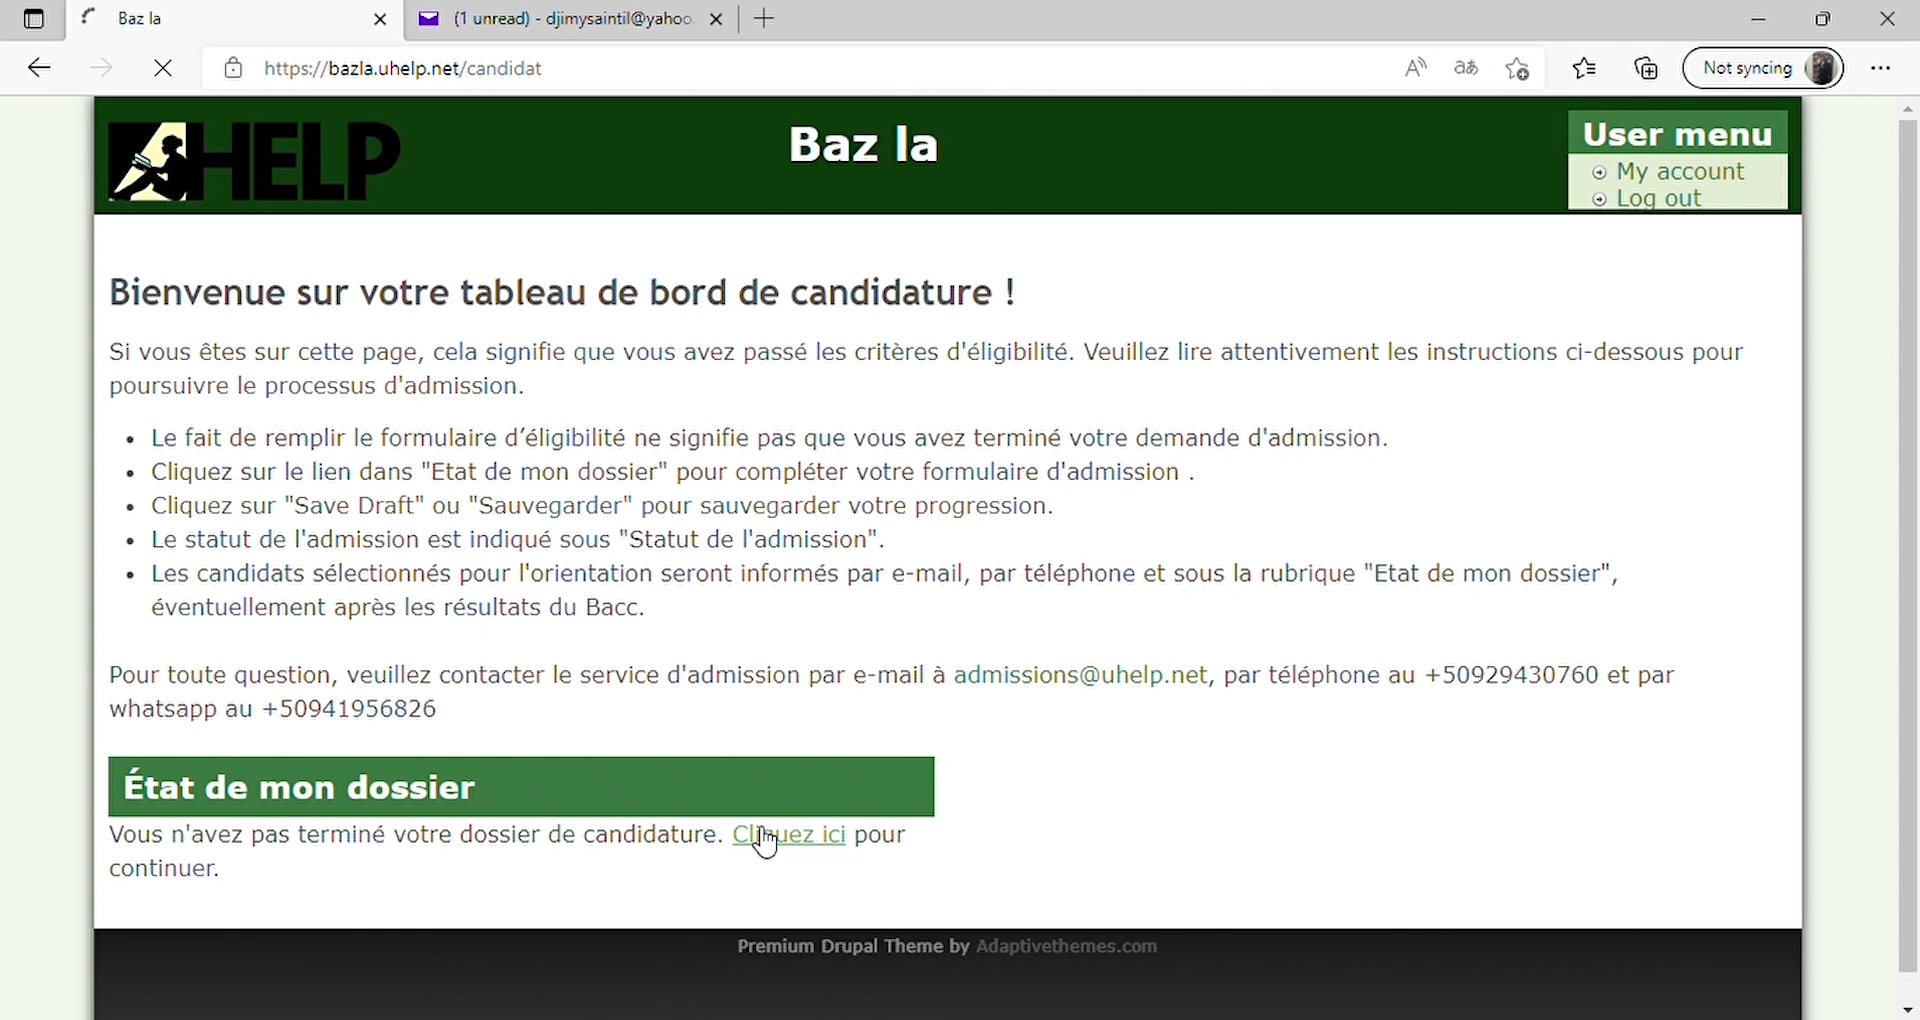 Baz la
(1 unread) - djimysaintil@yahoo
https://bazla.uhelp.net/candidat
Not syncing
HELP
Baz la
User menu
My account
Log out
Bienvenue sur votre tableau de bord de candidature !
Si vous êtes sur cette page, cela signifie que vous avez passé les critères d'éligibilité. Veuillez lire attentivement les instructions ci-dessous pour
poursuivre le processus d'admission.
• Le fait de remplir le formulaire d’éligibilité ne signifie pas que vous avez terminé votre demande d'admission.
• Cliquez sur le lien dans "Etat de mon dossier" pour compléter votre formulaire d'admission .
• Cliquez sur "Save Draft" ou "Sauvegarder" pour sauvegarder votre progression.
• Le statut de l'admission est indiqué sous "Statut de l'admission".
• Les candidats sélectionnés pour l'orientation seront informés par e-mail, par téléphone et sous la rubrique "Etat de mon dossier",
éventuellement après les résultats du Bacc.
Pour toute question, veuillez contacter le service d'admission par e-mail à admissions@uhelp.net, par téléphone au +50929430760 et par
whatsapp au +50941956826
État de mon dossier
Vous n'avez pas terminé votre dossier de candidature. Cliquez ici pour
continuer.
Premium Drupal Theme by Adaptivethemes.com